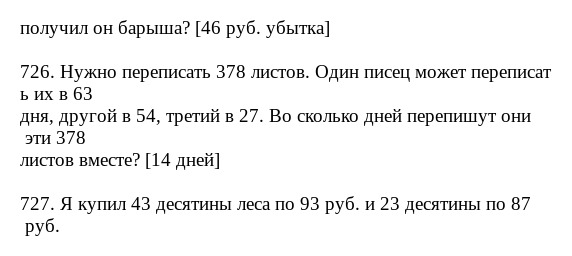 получил он барыша? [46 руб. убытка]
726. Нужно переписать 378 листов. Один писец может переписат
ь их в 63
дня, другой в 54, третий в 27. Во сколько дней перепишут они
эти 378
листов вместе? [14 дней]
727. Я купил 43 десятины леса по 93 руб. и 23 десятины по 87
руб.